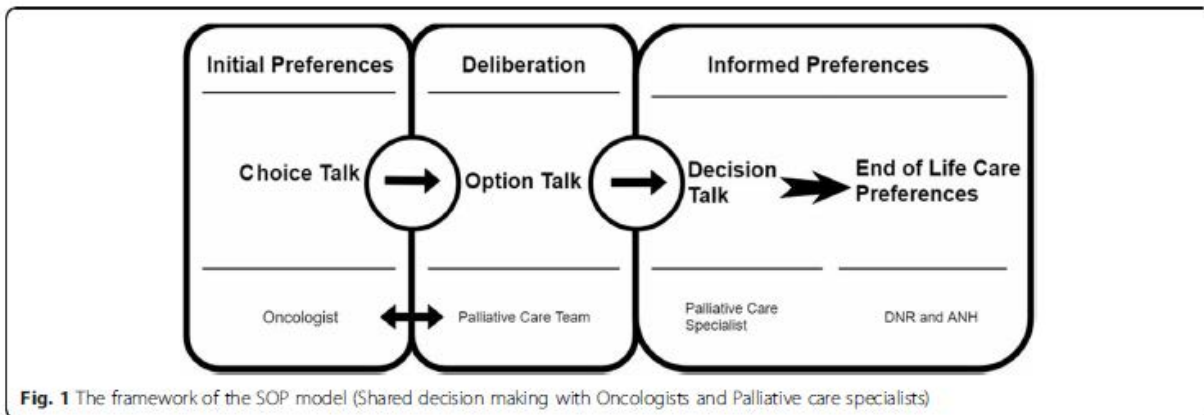 Initial Preferences
Deliberation
Informed Preferences
Choice Talk
Option Talk
Decision
Talk
End of Life Care
Preferences
Oncologist
Palliative Care Team
Palliative Care
Specialist
DNR and ANH
Fig. 1 The framework of the SOP model (Shared decision making with Oncologists and Palliative care specialists)